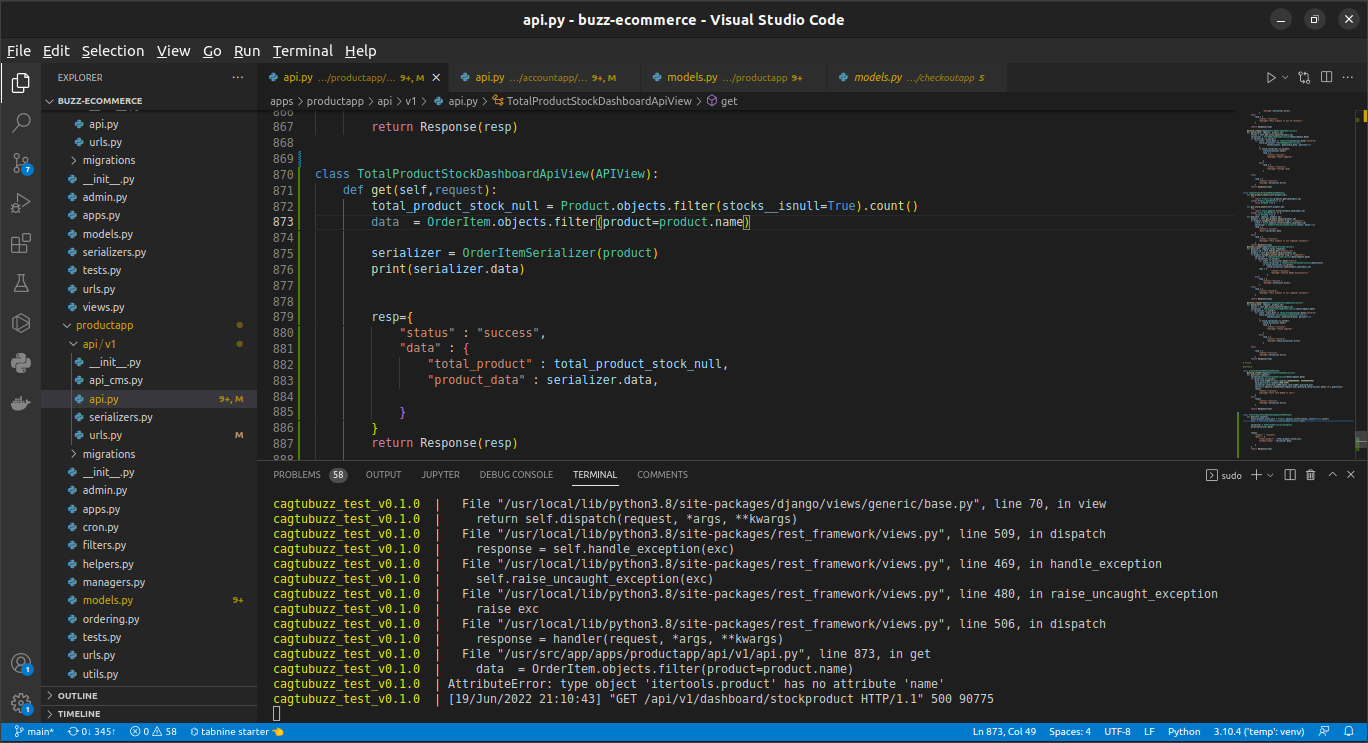 api.py - buzz-ecommerce - Visual Studio Code
File Edit Selection View Go Run Terminal Help
EXPLORER ...
BUZZ-ECOMMERCE
api.py
urls.py
migrations
__init__.py
admin.py
apps.py
models.py
serializers.py
tests.py
urls.py
views.py
productapp
api/v1
__init__.py
api_cms.py
api.py 9+, M
serializers.py
urls.py M
migrations
__init__.py
admin.py
apps.py
cron.py
filters.py
helpers.py
managers.py
models.py 9+
ordering.py
tests.py
urls.py
utils.py
OUTLINE
TIMELINE
7
1
1
api.py .../productapp/... 9+, M api.py .../accountapp/... 9+, M models.py .../productapp 9+ models.py .../checkoutapp 5
apps > productapp > api > v1 > api.py > TotalProductStockDashboardApiView > get
866
867 return Response(resp)
868
869
870 class TotalProductStockDashboardApiView(APIView):
871 def get(self,request):
872 total_product_stock_null = Product.objects.filter(stocks__isnull=True).count()
873 data  = OrderItem.objects.filter(product=product.name)
874
875 serializer = OrderItemSerializer(product)
876 print(serializer.data)
877
878
879 resp={
880 "status" : "success",
881 "data" : {
882 "total_product" : total_product_stock_null,
883 "product_data" : serializer.data,
884
885 }
886 }
887 return Response(resp)
888
PROBLEMS 58 OUTPUT JUPYTER DEBUG CONSOLE TERMINAL COMMENTS sudo
cagtubuzz_test_v0.1.0 | File "/usr/local/lib/python3.8/site-packages/django/views/generic/base.py", line 70, in view
cagtubuzz_test_v0.1.0 | return self.dispatch(request, *args, **kwargs)
cagtubuzz_test_v0.1.0 | File "/usr/local/lib/python3.8/site-packages/rest_framework/views.py", line 509, in dispatch
cagtubuzz_test_v0.1.0 | response = self.handle_exception(exc)
cagtubuzz_test_v0.1.0 | File "/usr/local/lib/python3.8/site-packages/rest_framework/views.py", line 469, in handle_exception
cagtubuzz_test_v0.1.0 | self.raise_uncaught_exception(exc)
cagtubuzz_test_v0.1.0 | File "/usr/local/lib/python3.8/site-packages/rest_framework/views.py", line 480, in raise_uncaught_exception
cagtubuzz_test_v0.1.0 | raise exc
cagtubuzz_test_v0.1.0 | File "/usr/local/lib/python3.8/site-packages/rest_framework/views.py", line 506, in dispatch
cagtubuzz_test_v0.1.0 | response = handler(request, *args, **kwargs)
cagtubuzz_test_v0.1.0 | File "/usr/src/app/apps/productapp/api/v1/api.py", line 873, in get
cagtubuzz_test_v0.1.0 | data  = OrderItem.objects.filter(product=product.name)
cagtubuzz_test_v0.1.0 | AttributeError: type object 'itertools.product' has no attribute 'name'
cagtubuzz_test_v0.1.0 | [19/Jun/2022 21:10:43] "GET /api/v1/dashboard/stockproduct HTTP/1.1" 500 90775
main* 0↓ 345↑ 0 58 tabnine starter Ln 873, Col 49 Spaces: 4 UTF-8 LF Python 3.10.4 ('temp': venv)